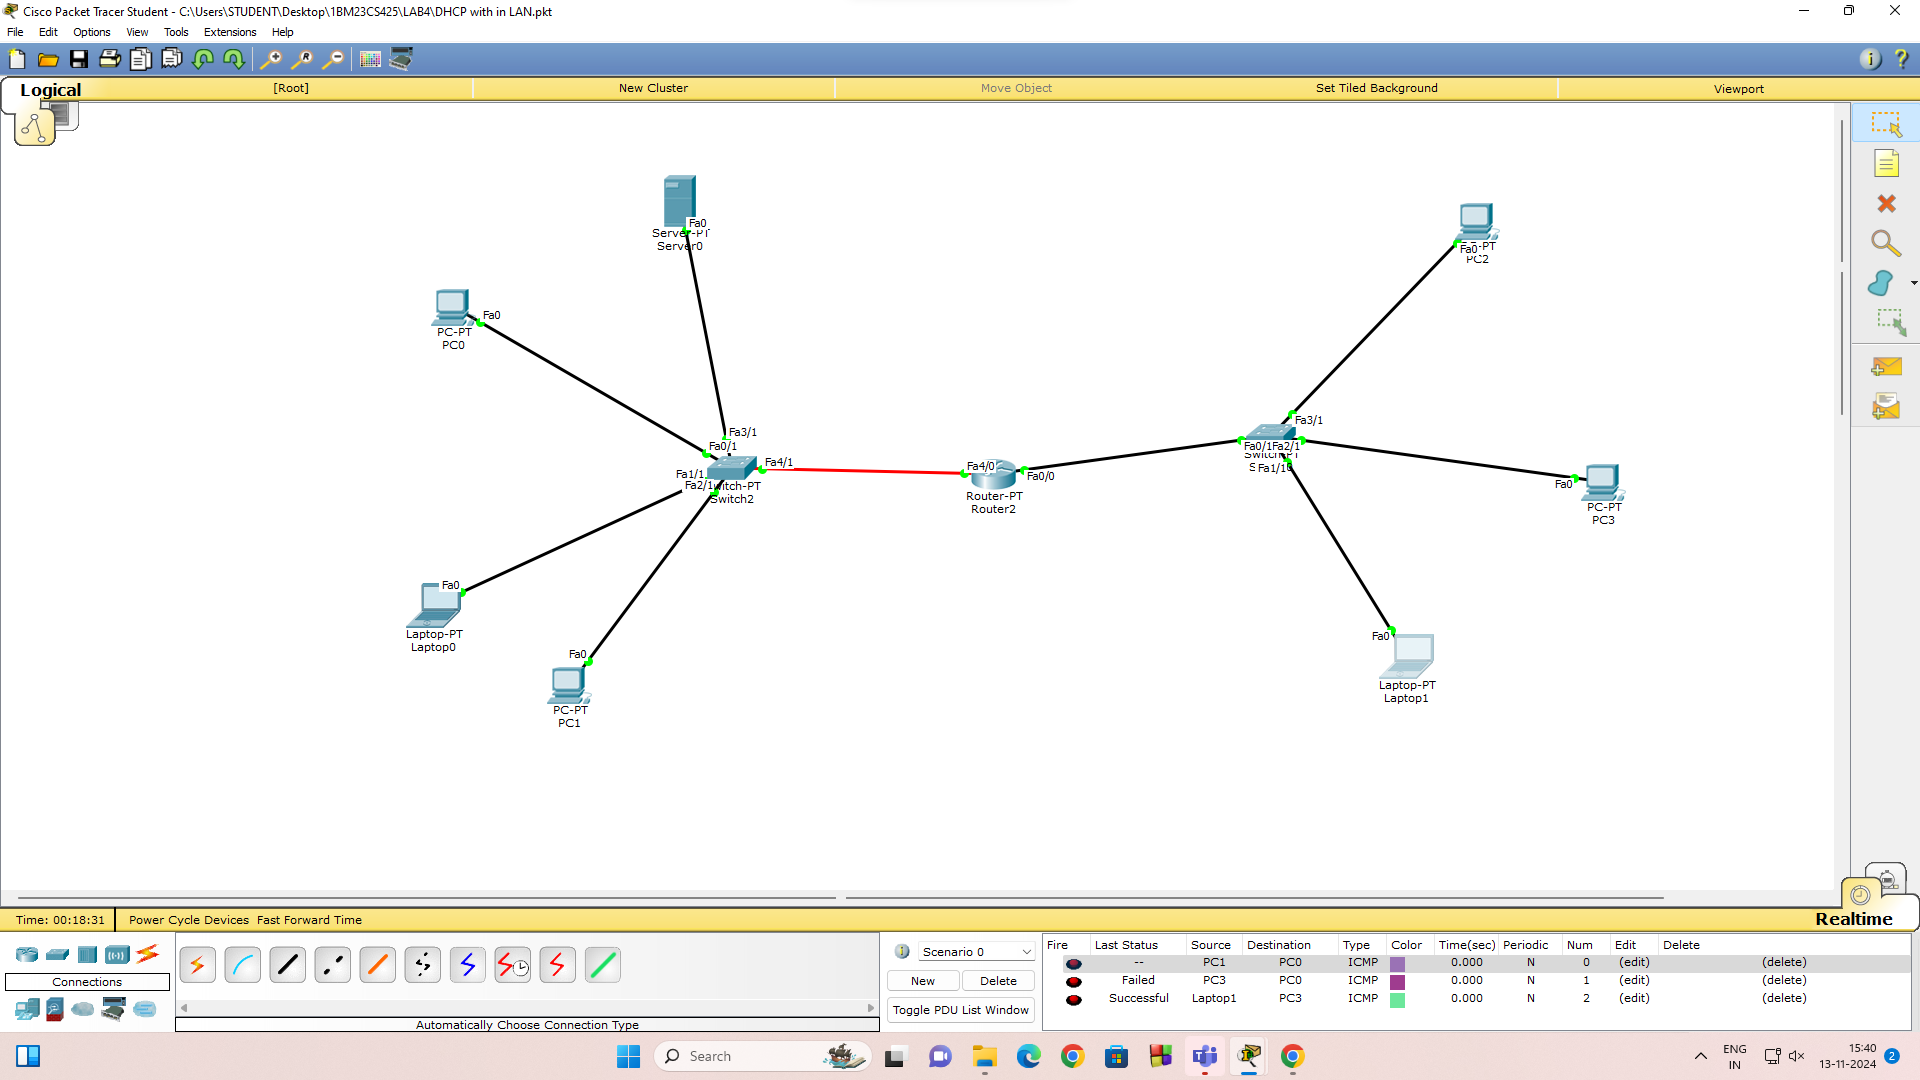 Cisco Packet Tracer Student - C:\Users\STUDENT\Desktop\1BM23CS425\LAB4\DHCP with in LAN.pkt
File Edit Options View Tools Extensions Help
Logical [Root] New Cluster Move Object Set Tiled Background Viewport
Fa0
Server-PT
Server0
Fa0
PC2
Fa0
PC-PT
PC0
Fa3/1
Fa0/1
Fa1/1
Fa2/1
Fa4/1
Switch2
Fa4/0
Fa0/0
Router-PT
Router2
Fa3/1
Fa0/1
Fa2/1
Fa1/1
Fa0
PC-PT
PC3
Fa0
Laptop-PT
Laptop0
Fa0
PC-PT
PC1
Fa0
Laptop-PT
Laptop1
Time: 00:18:31 Power Cycle Devices Fast Forward Time Realtime
Connections
Automatically Choose Connection Type
Scenario 0
New Delete
Toggle PDU List Window
Fire Last Status Source Destination Type Color Time(sec) Periodic Num Edit Delete
-- PC1 PC0 ICMP 0.000 N 0 (edit) (delete)
Failed PC3 PC0 ICMP 0.000 N 1 (edit) (delete)
Successful Laptop1 PC3 ICMP 0.000 N 2 (edit) (delete)
Search
ENG
IN
15:40
13-11-2024
2